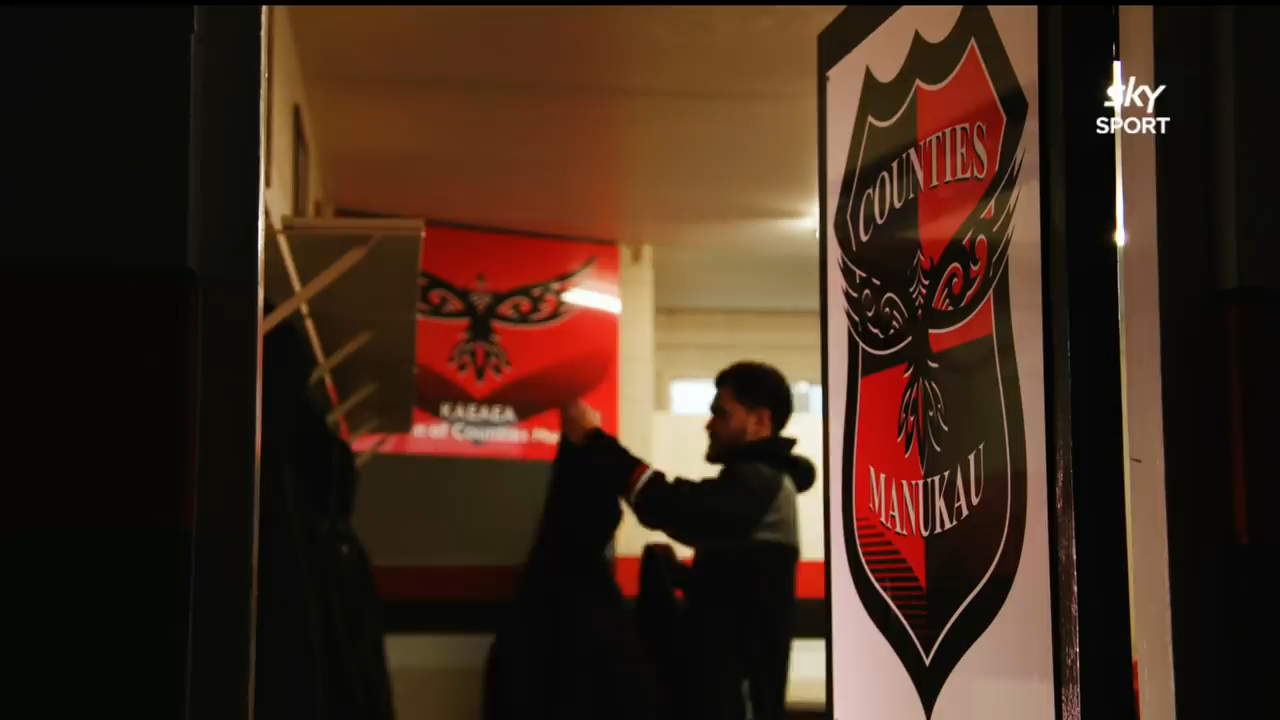 sky
SPORT
COUNTIES
MANUKAU
KAEAEA
of Counties